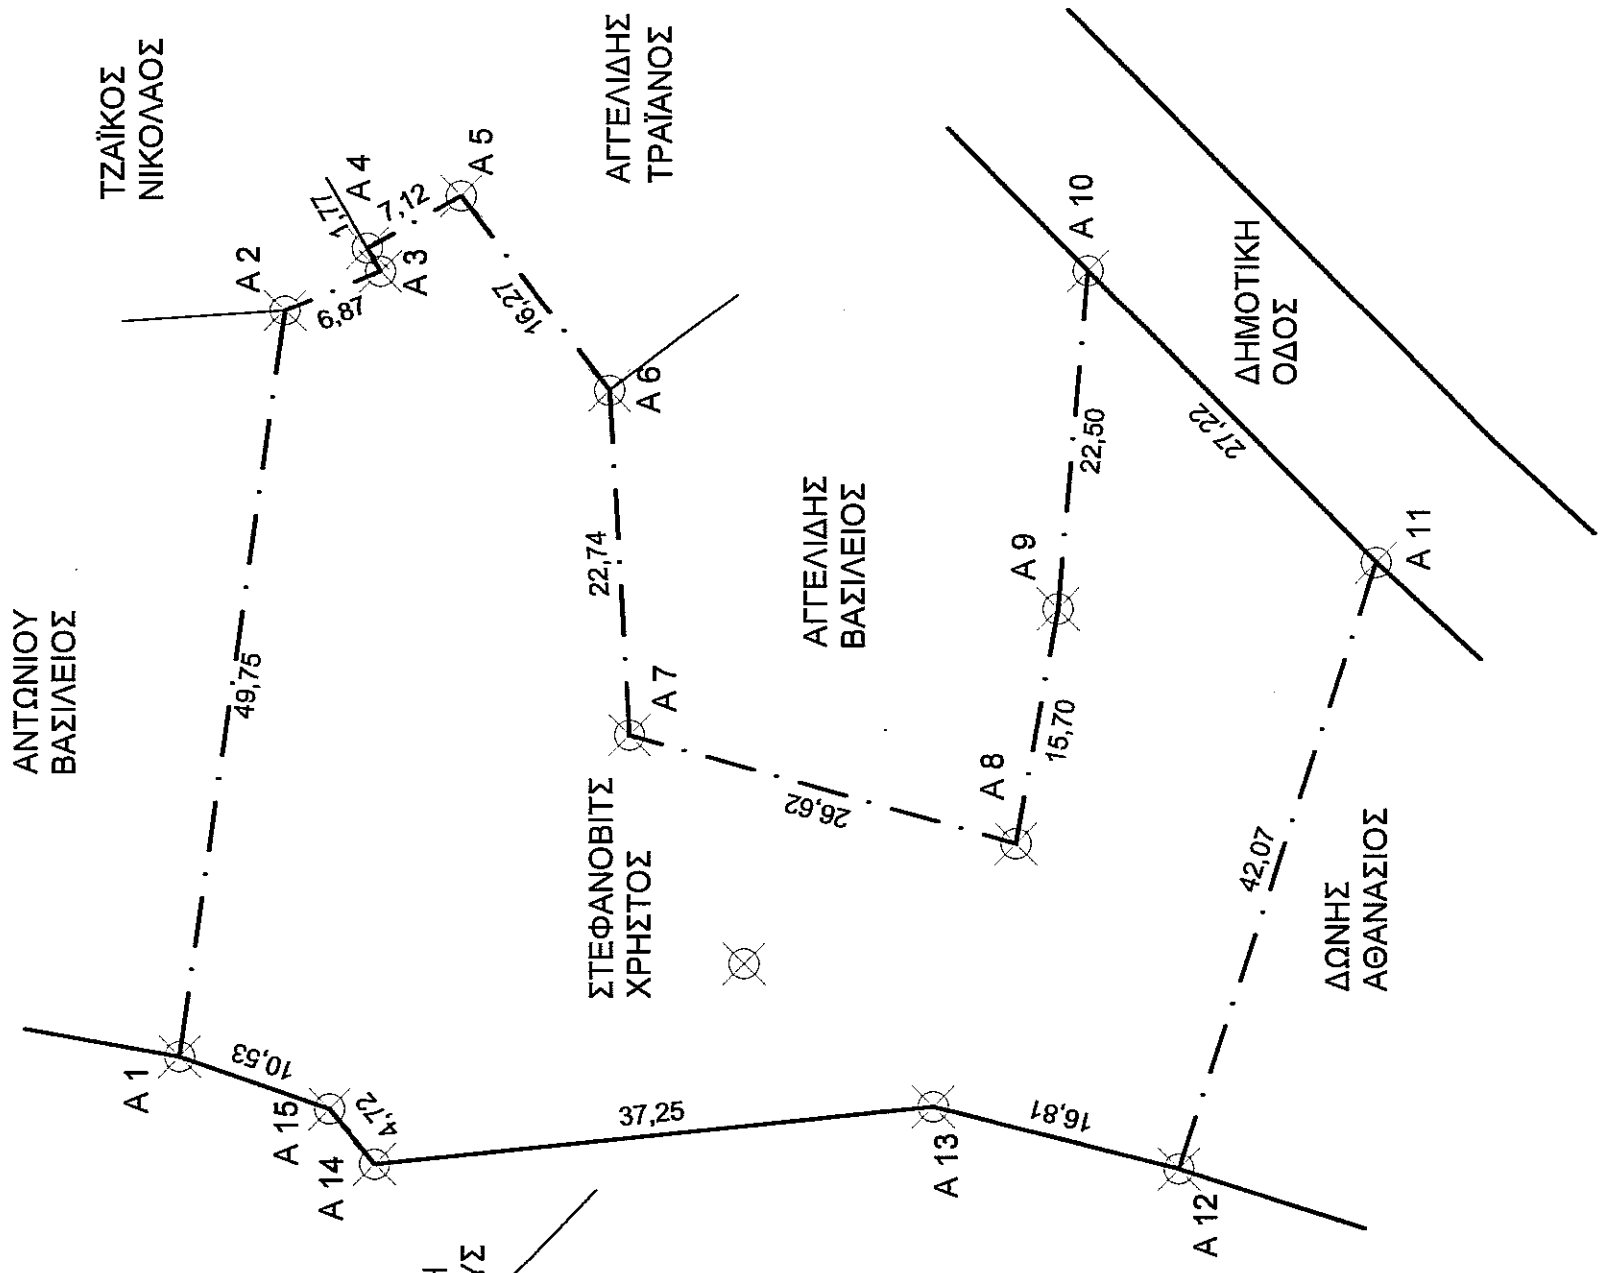 ΑΝΤΩΝΙΟΥ
ΒΑΣΙΛΕΙΟΣ
ΤΖΑΪΚΟΣ
ΝΙΚΟΛΑΟΣ
ΑΓΓΕΛΙΔΗΣ
ΤΡΑΪΑΝΟΣ
Α 1
Α 2
Α 3
Α 4
Α 5
49,75
6,87
1,77
7,12
16,27
Α 6
22,74
Α 7
ΣΤΕΦΑΝΟΒΙΤΣ
ΧΡΗΣΤΟΣ
26,62
ΑΓΓΕΛΙΔΗΣ
ΒΑΣΙΛΕΙΟΣ
Α 8
15,70
Α 9
22,50
Α 10
27,22
ΔΗΜΟΤΙΚΗ
ΟΔΟΣ
Α 11
42,07
ΔΩΝΗΣ
ΑΘΑΝΑΣΙΟΣ
Α 12
16,81
Α 13
37,25
Α 14
4,72
Α 15
10,53
Η
ΥΣ